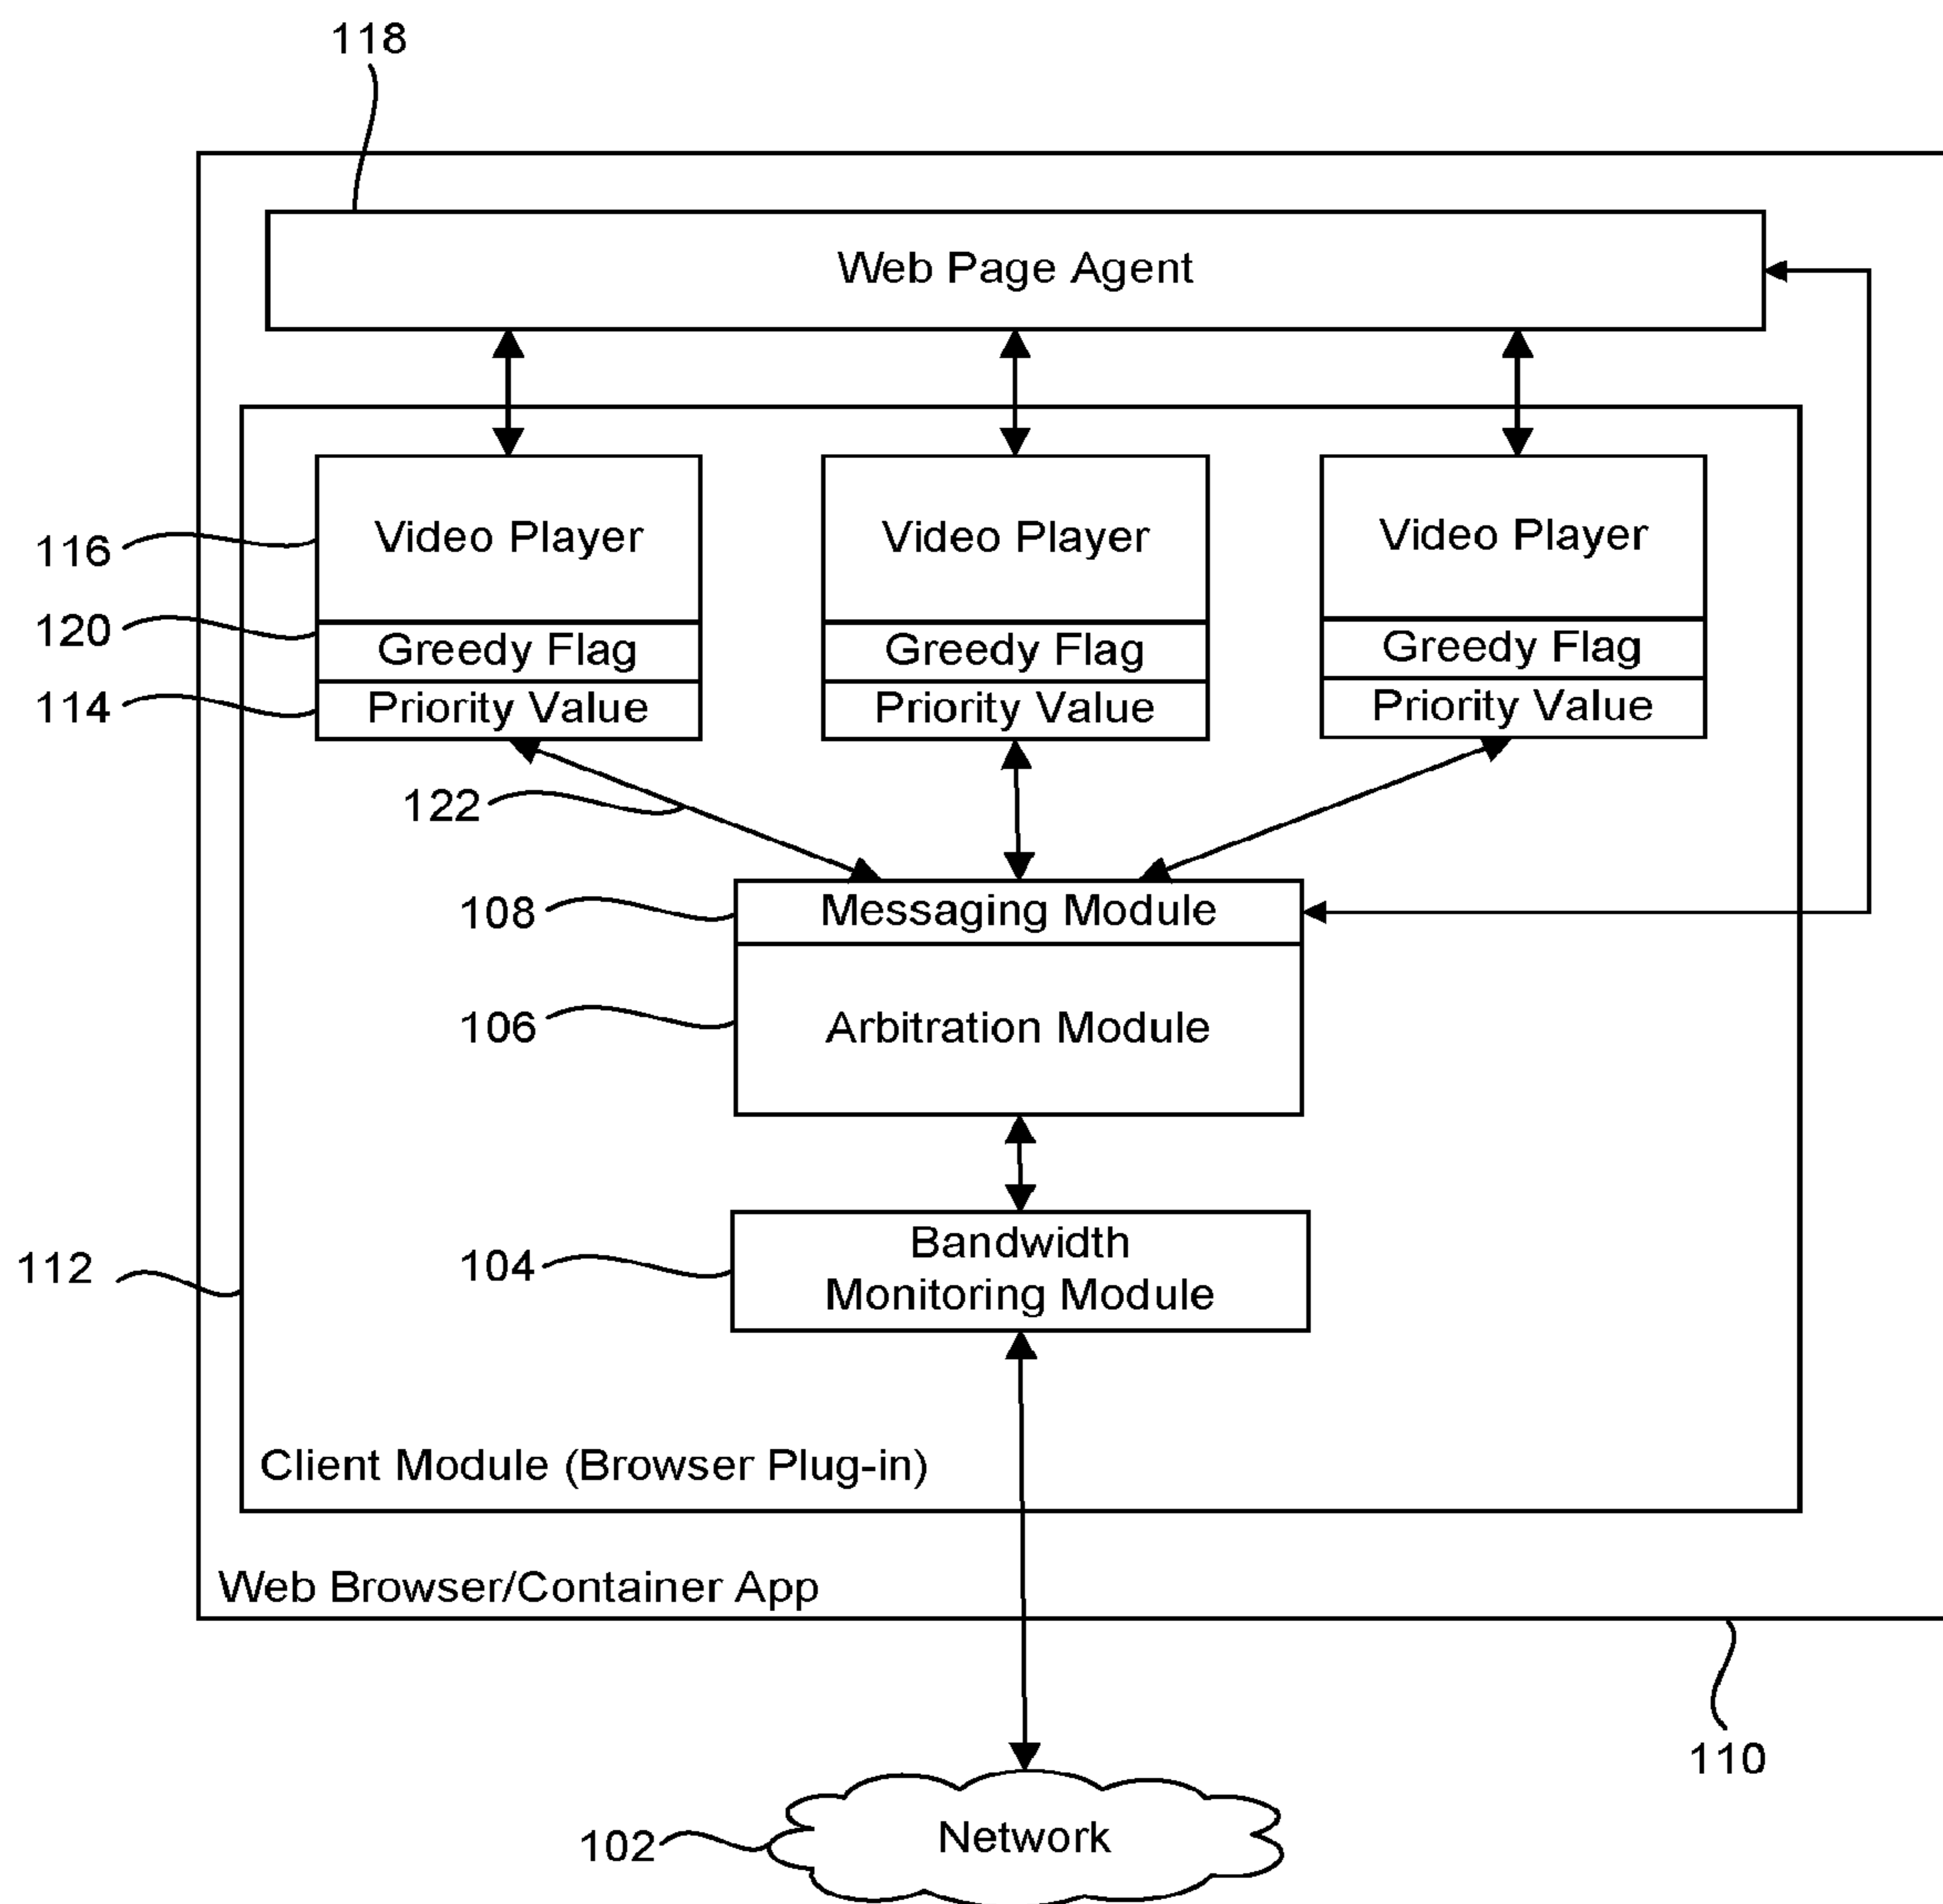 118
Web Page Agent
Video Player
Video Player
Video Player
116
120
Greedy Flag
Greedy Flag
Greedy Flag
114
Priority Value
Priority Value
Priority Value
122
108
Messaging Module
106
Arbitration Module
112
104
Bandwidth
Monitoring Module
Client Module (Browser Plug-in)
Web Browser/Container App
110
102
Network